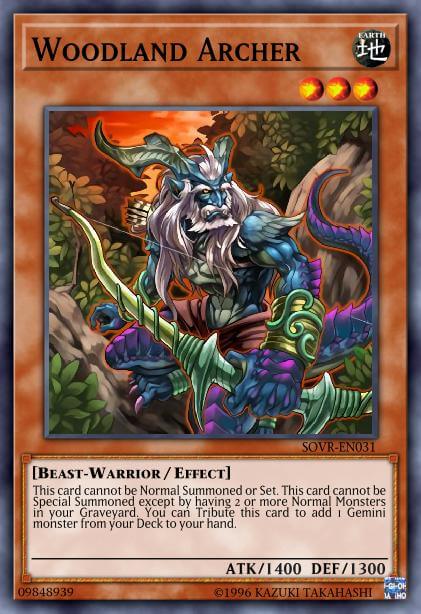 WOODLAND ARCHER
EARTH
地
SOVR-EN031
[BEAST-WARRIOR / EFFECT]
This card cannot be Normal Summoned or Set. This card cannot be
Special Summoned except by having 2 or more Normal Monsters
in your Graveyard. You can Tribute this card to add 1 Gemini
monster from your Deck to your hand.
ATK/1400 DEF/1300
09848939
©1996 KAZUKI TAKAHASHI